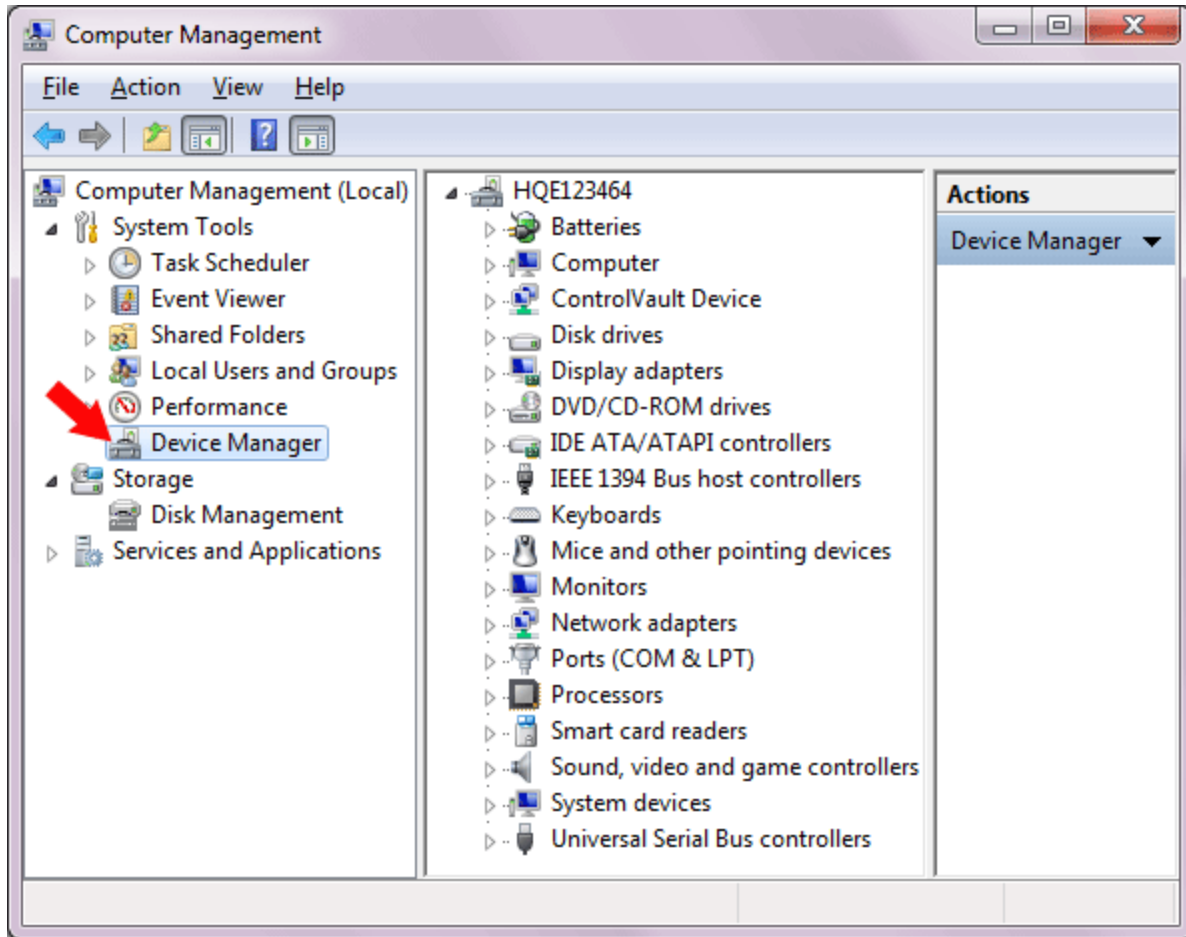 Computer Management
File Action View Help
Computer Management (Local)
System Tools
Task Scheduler
Event Viewer
Shared Folders
Local Users and Groups
Performance
Device Manager
Storage
Disk Management
Services and Applications
HQE123464
Batteries
Computer
ControlVault Device
Disk drives
Display adapters
DVD/CD-ROM drives
IDE ATA/ATAPI controllers
IEEE 1394 Bus host controllers
Keyboards
Mice and other pointing devices
Monitors
Network adapters
Ports (COM & LPT)
Processors
Smart card readers
Sound, video and game controllers
System devices
Universal Serial Bus controllers
Actions
Device Manager